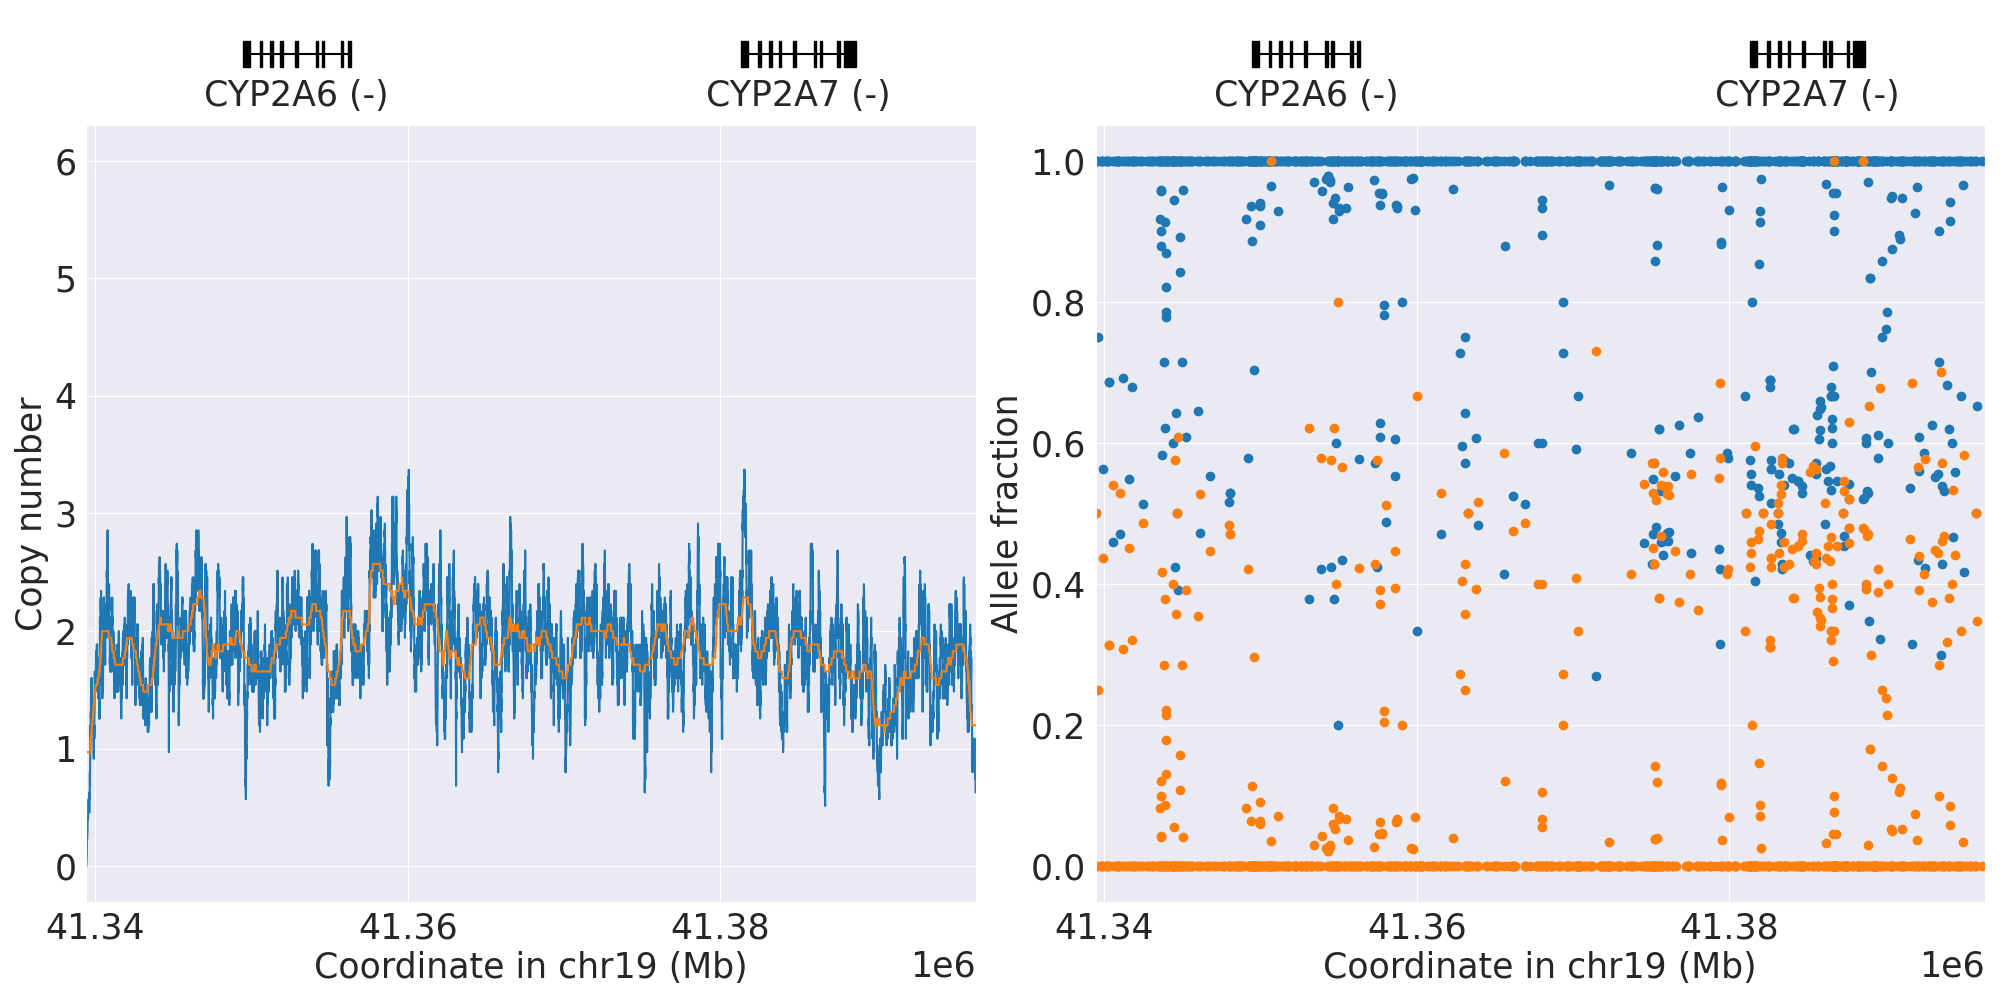 CYP2A6 (-)
CYP2A7 (-)
6
5
4
3
2
1
0
Copy number
41.34
41.36
41.38
Coordinate in chr19 (Mb)
1e6
CYP2A6 (-)
CYP2A7 (-)
1.0
0.8
0.6
0.4
0.2
0.0
Allele fraction
41.34
41.36
41.38
Coordinate in chr19 (Mb)
1e6